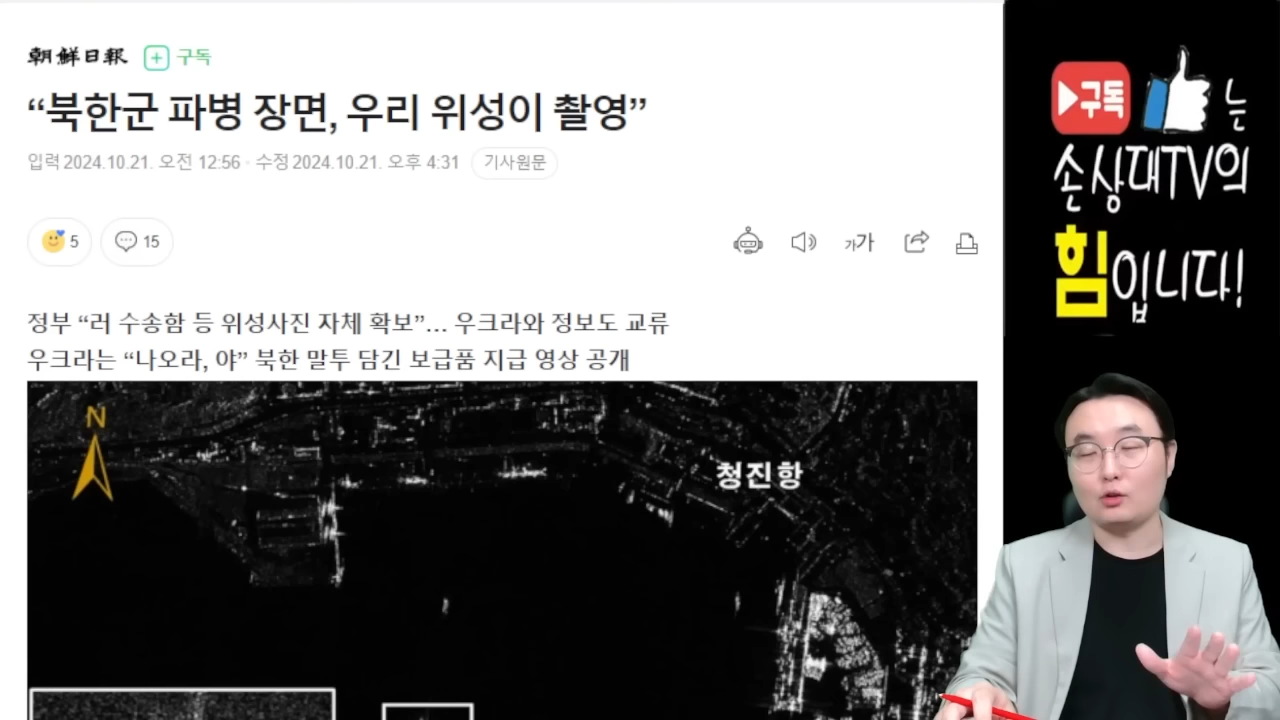 朝鮮日報 구독
“북한군 파병 장면, 우리 위성이 촬영”
입력 2024.10.21. 오전 12:56 · 수정 2024.10.21. 오후 4:31 기사원문
5 15
가가
정부 “러 수송함 등 위성사진 자체 확보”… 우크라와 정보도 교류
우크라는 “나오라, 야” 북한 말투 담긴 보급품 지급 영상 공개
N
청진항
구독 는
손상대TV의
힘입니다!